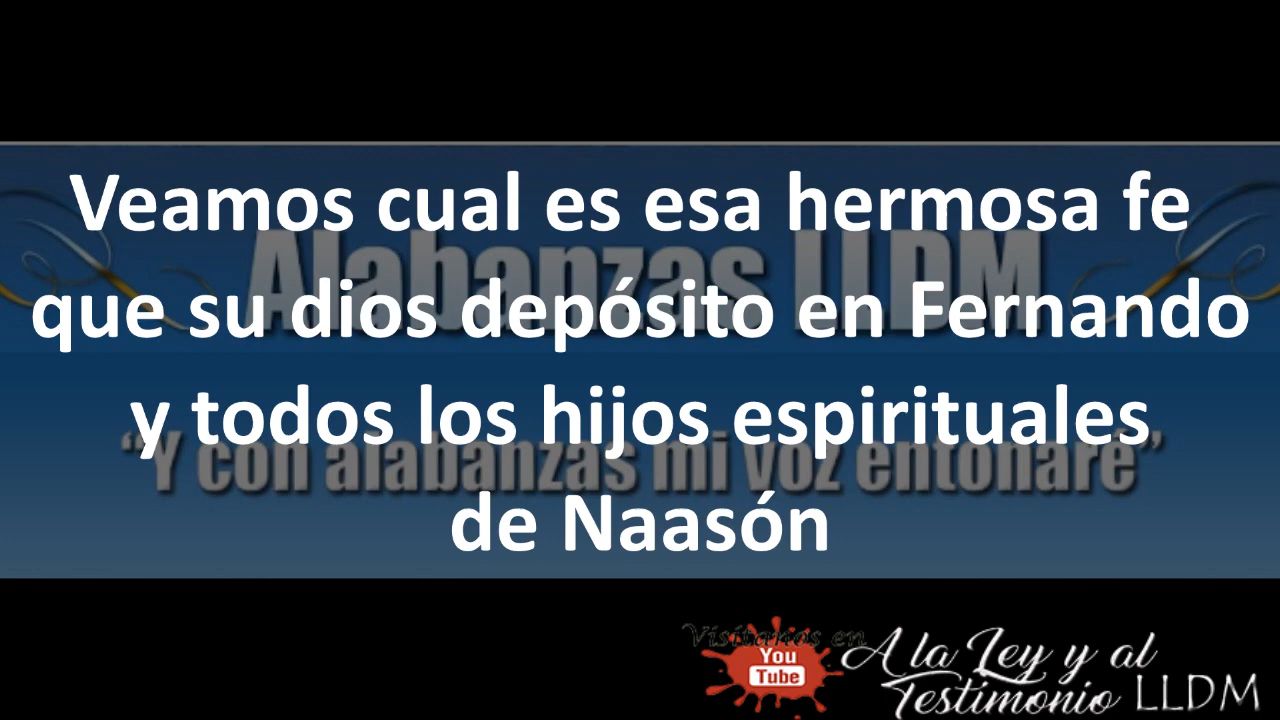 Veamos cual es esa hermosa fe
Alabanzas LLDM
que su dios depósito en Fernando
y todos los hijos espirituales
“Y con alabanzas mi voz entonaré”
de Naasón
Visítanos en
You
Tube
A la Ley y al
Testimonio LLDM